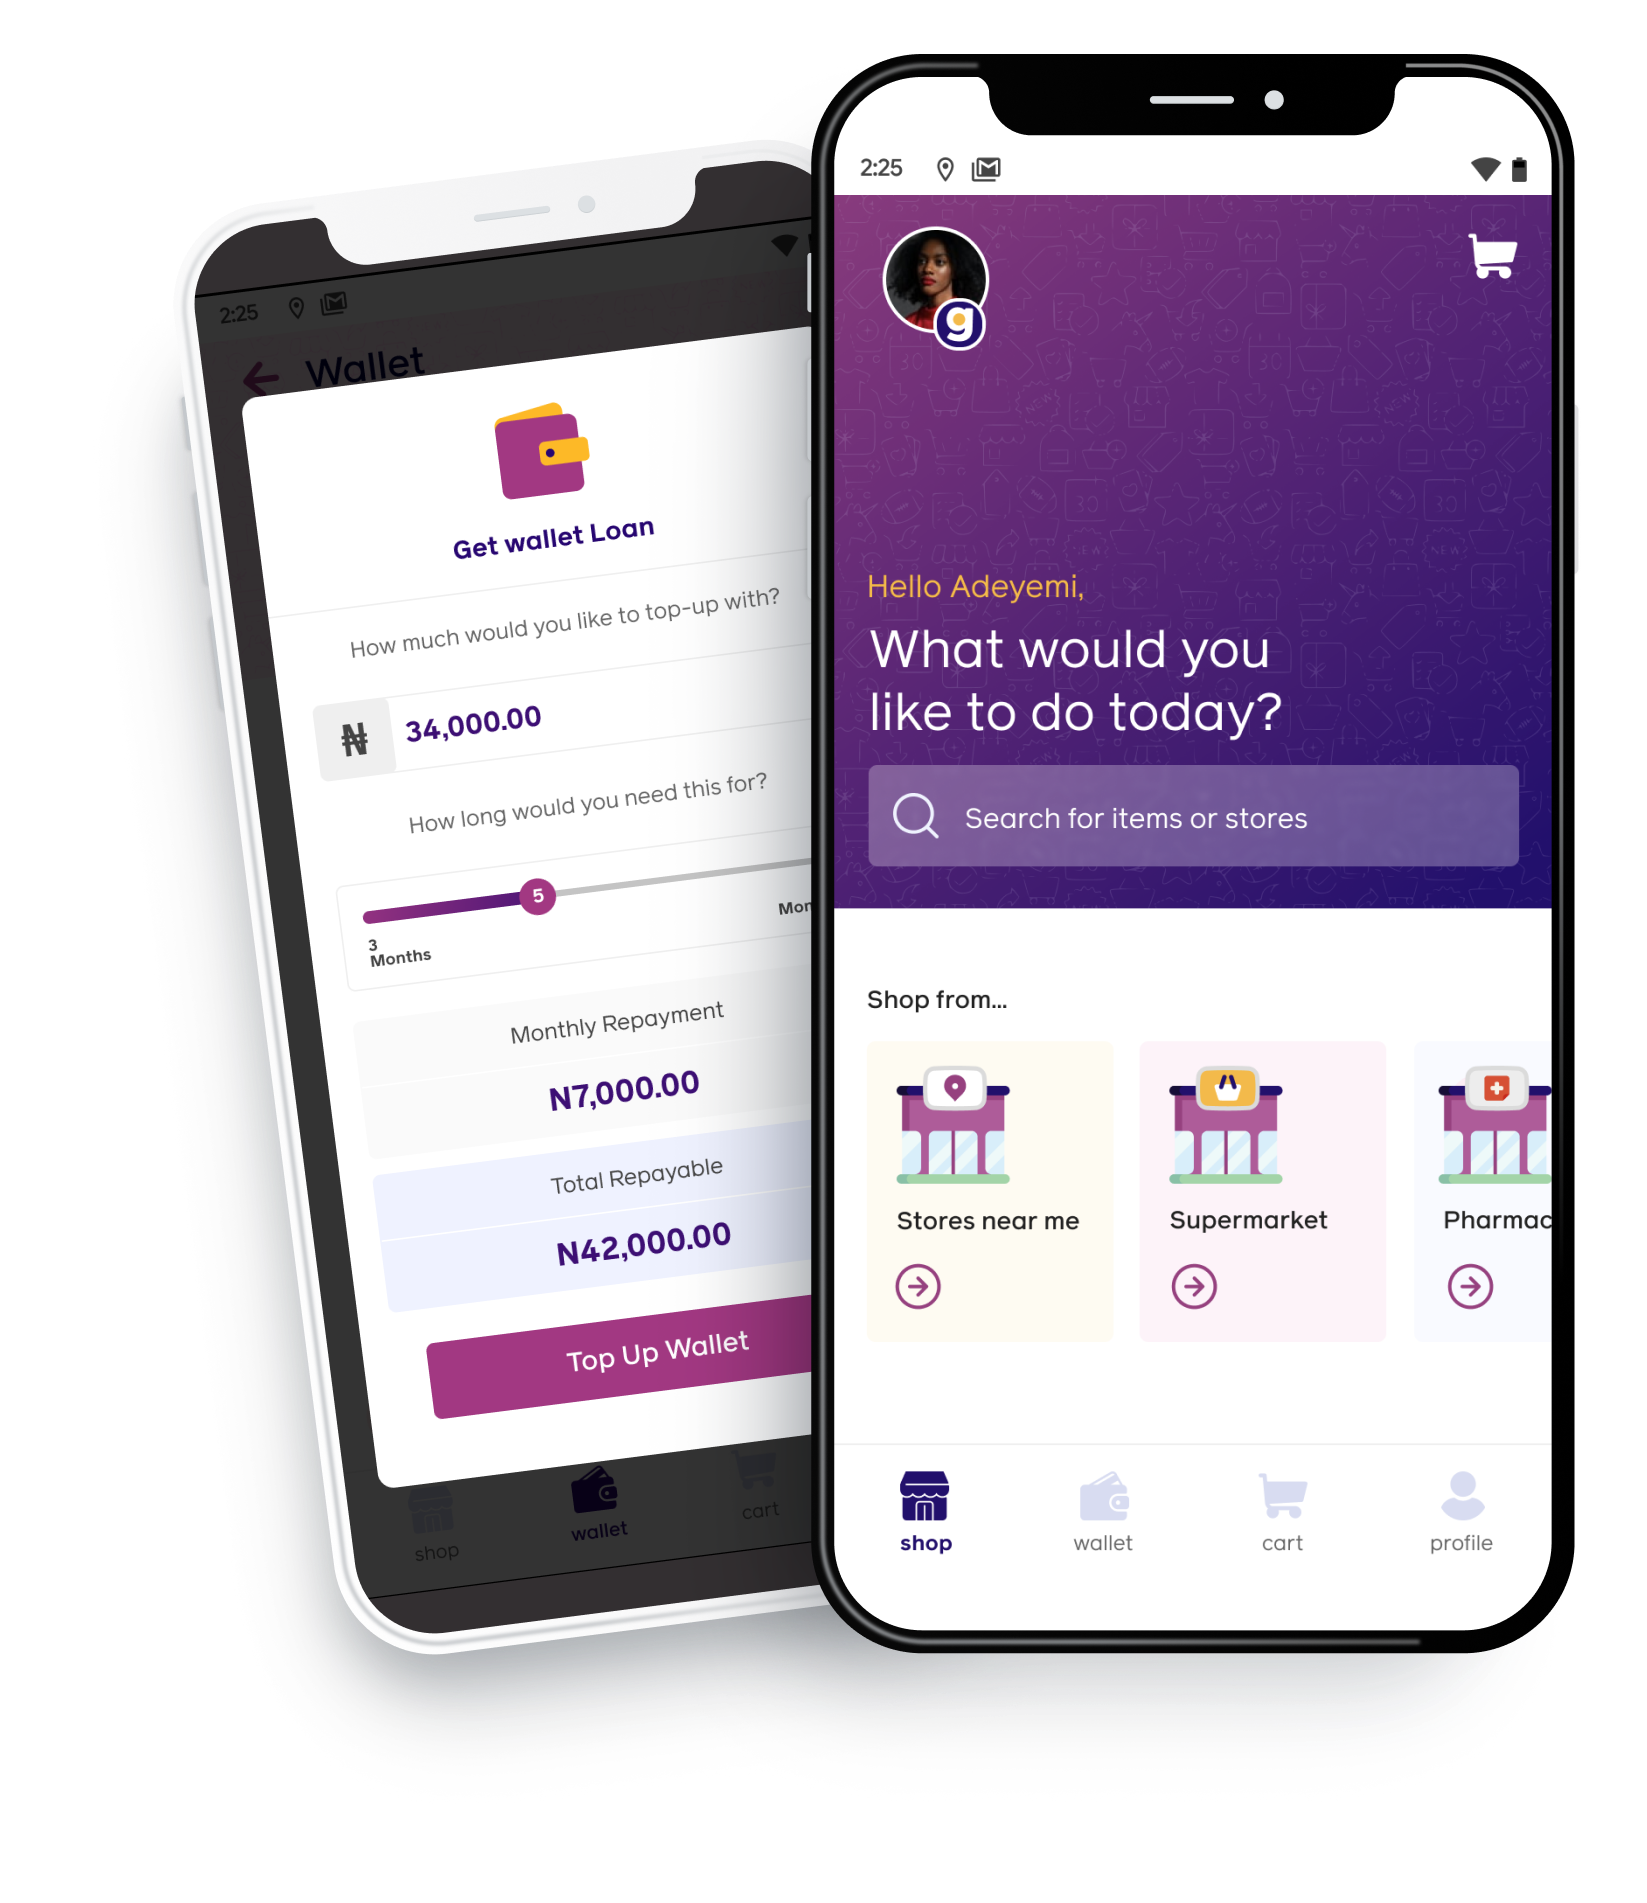 2:25
Wallet
Get wallet Loan
How much would you like to top-up with?
₦ 34,000.00
How long would you need this for?
5
3
Months
Monthly Repayment
N7,000.00
Total Repayable
N42,000.00
Top Up Wallet
shop
wallet
cart
2:25
g
Hello Adeyemi,
What would you
like to do today?
Search for items or stores
Shop from...
Stores near me
Supermarket
Pharmac
shop
wallet
cart
profile